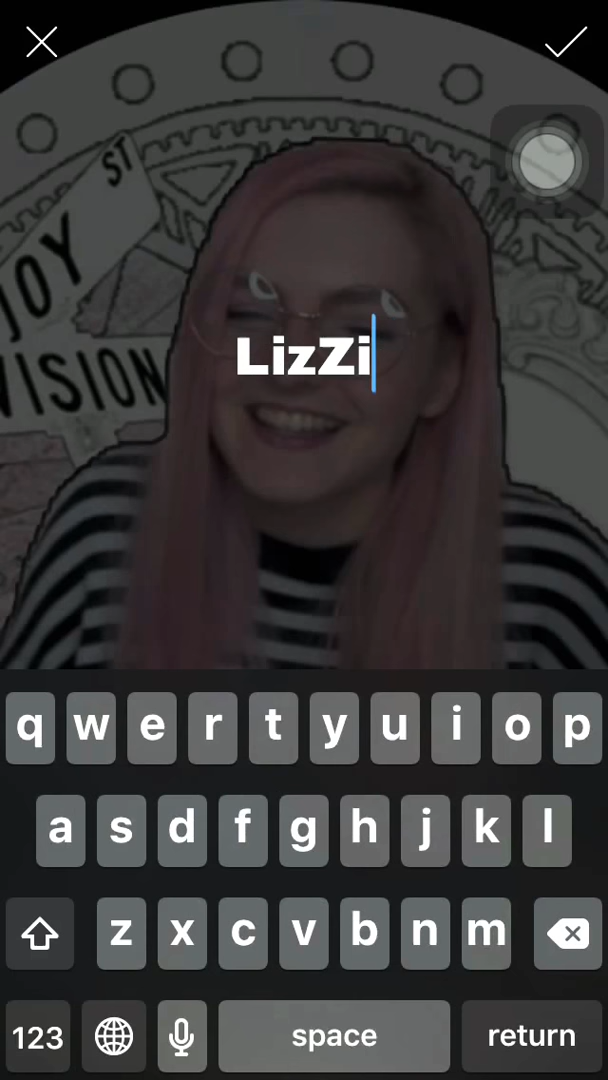 ST
JOY
VISION
LizZi
q w e r t y u i o p
a s d f g h j k l
z x c v b n m
123 space return